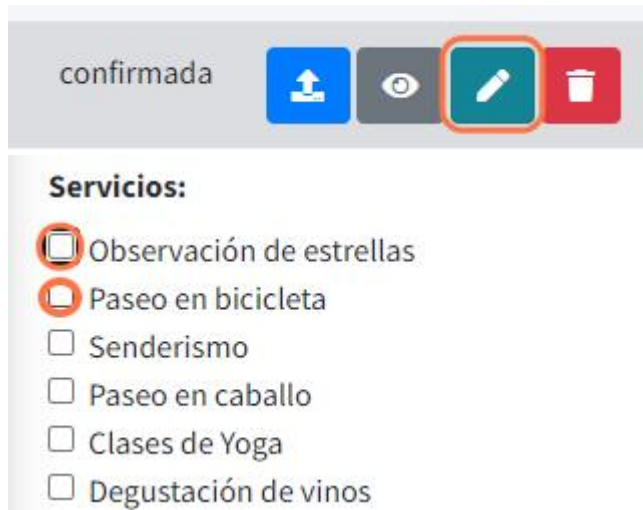 confirmada
Servicios:
Observación de estrellas
Paseo en bicicleta
Senderismo
Paseo en caballo
Clases de Yoga
Degustación de vinos